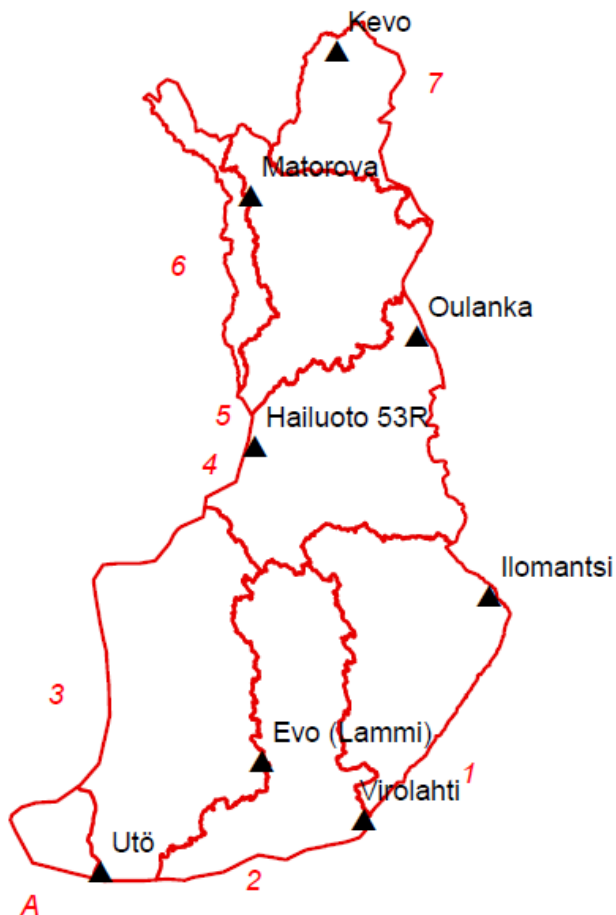 Kevo
7
Matorova
6
Oulanka
5
Hailuoto 53R
4
Ilomantsi
3
Evo (Lammi)
1
Virolahti
Utö
2
A